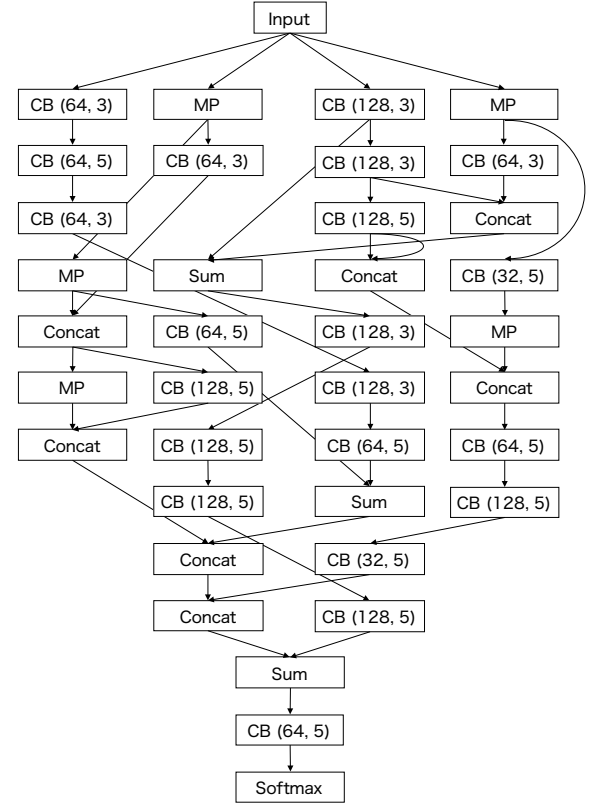 Input
CB (64, 3) MP CB (128, 3) MP
CB (64, 5) CB (64, 3) CB (128, 3) CB (64, 3)
CB (64, 3) CB (128, 5) Concat
MP Sum Concat CB (32, 5)
Concat CB (64, 5) CB (128, 3) MP
MP CB (128, 5) CB (128, 3) Concat
Concat CB (128, 5) CB (64, 5) CB (64, 5)
CB (128, 5) Sum CB (128, 5)
Concat CB (32, 5)
Concat CB (128, 5)
Sum
CB (64, 5)
Softmax